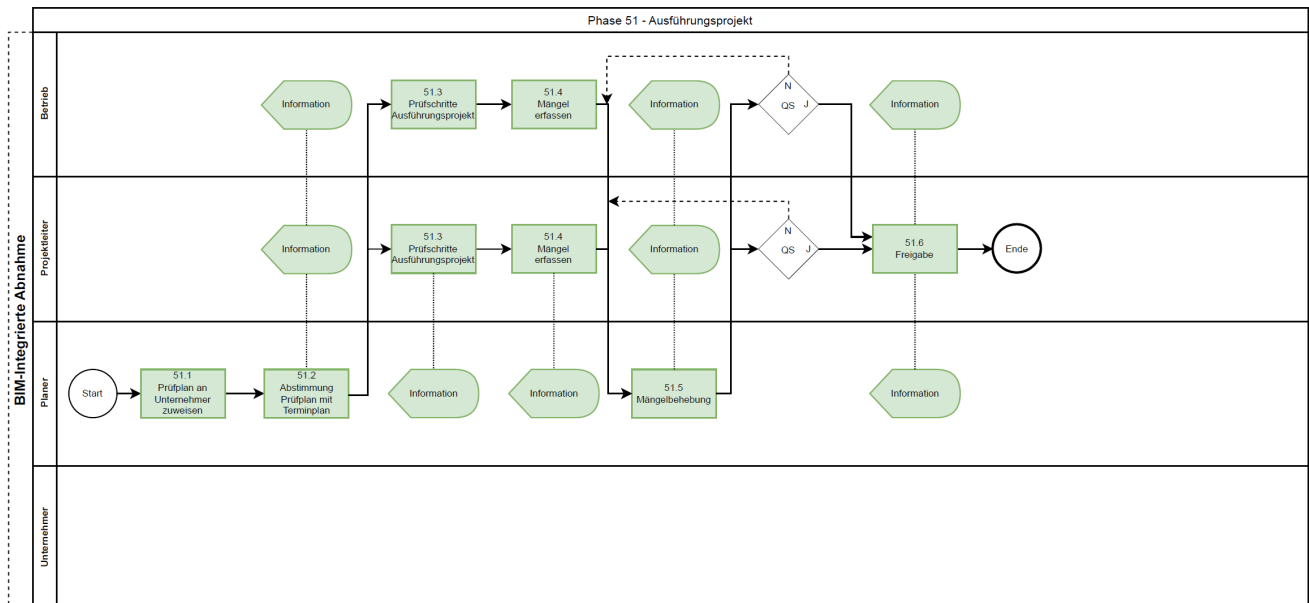 Phase 51 - Ausführungsprojekt
BIM-Integrierte Abnahme
Betrieb
Information
51.3
Prüfschritte
Ausführungsprojekt
51.4
Mängel
erfassen
Information
N
QS
J
Information
Projektleiter
Information
51.3
Prüfschritte
Ausführungsprojekt
51.4
Mängel
erfassen
Information
N
QS
J
51.6
Freigabe
Ende
Planer
Start
51.1
Prüfplan an
Unternehmer
zuweisen
51.2
Abstimmung
Prüfplan mit
Terminplan
Information
Information
51.5
Mängelbehebung
Information
Unternehmer